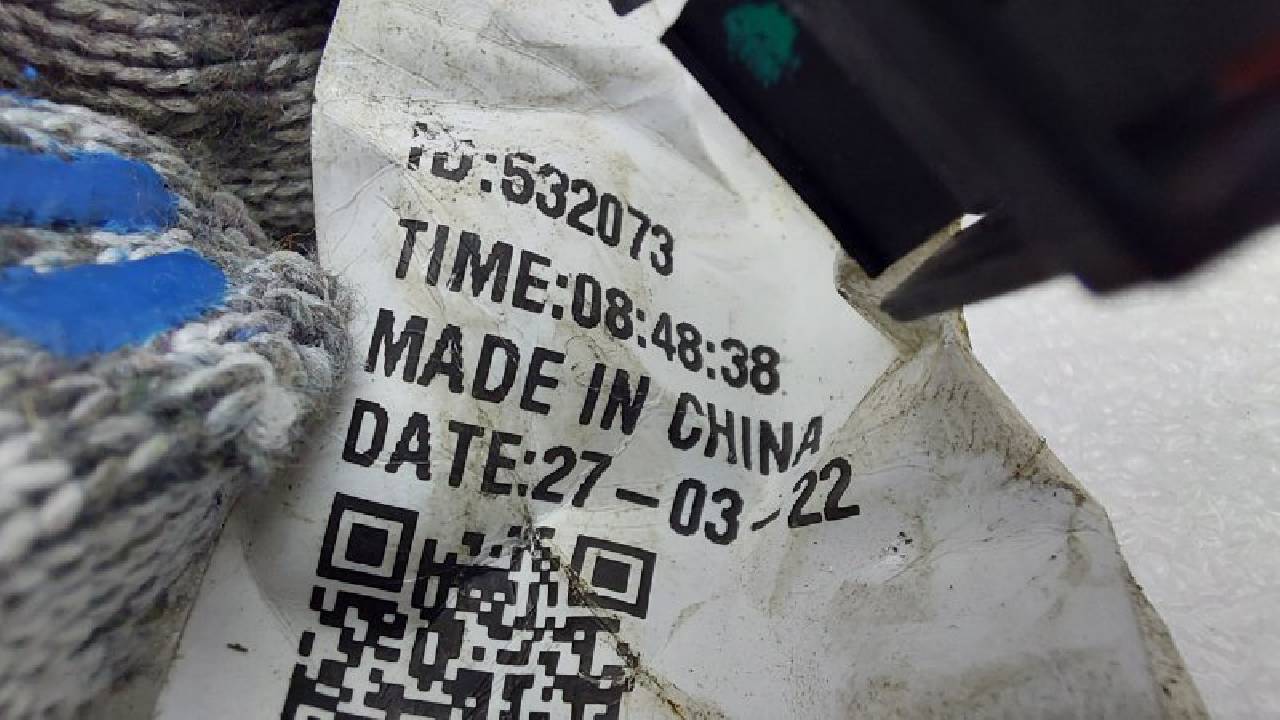 ID:532073
TIME:08:48:38
MADE IN CHINA
DATE:27-03-22